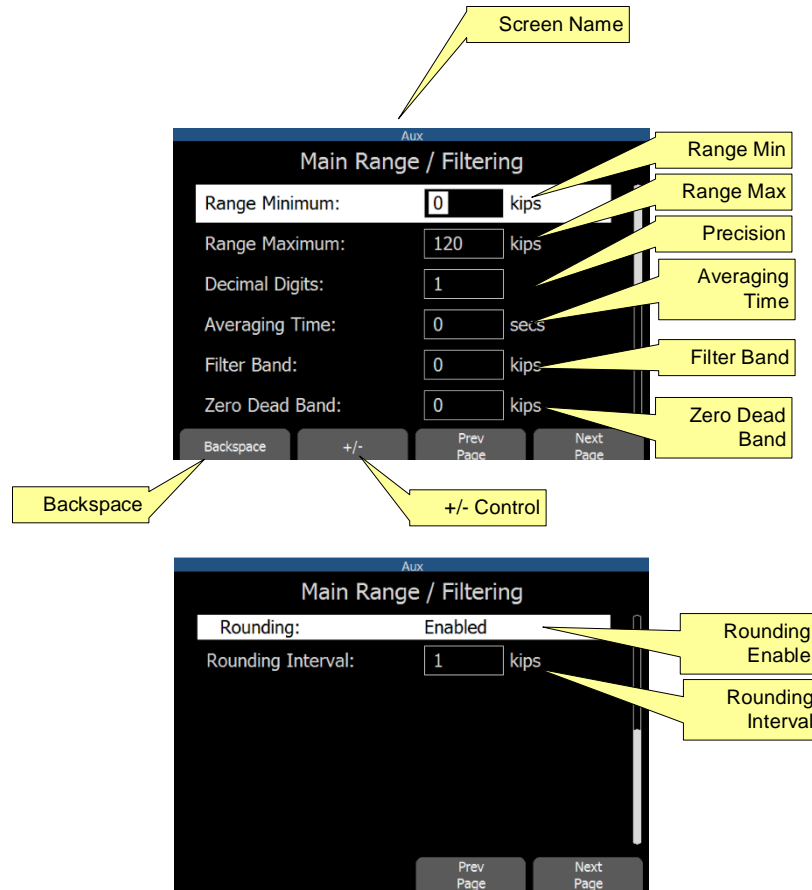 Screen Name
Aux
Main Range / Filtering
Range Minimum: 0 kips
Range Min
Range Maximum: 120 kips
Range Max
Decimal Digits: 1
Precision
Averaging Time: 0 secs
Averaging
Time
Filter Band: 0 kips
Filter Band
Zero Dead Band: 0 kips
Zero Dead
Band
Backspace +/- Prev Page Next Page
Backspace
+/- Control
Aux
Main Range / Filtering
Rounding: Enabled
Rounding
Enable
Rounding Interval: 1 kips
Rounding
Interval
Prev Page Next Page